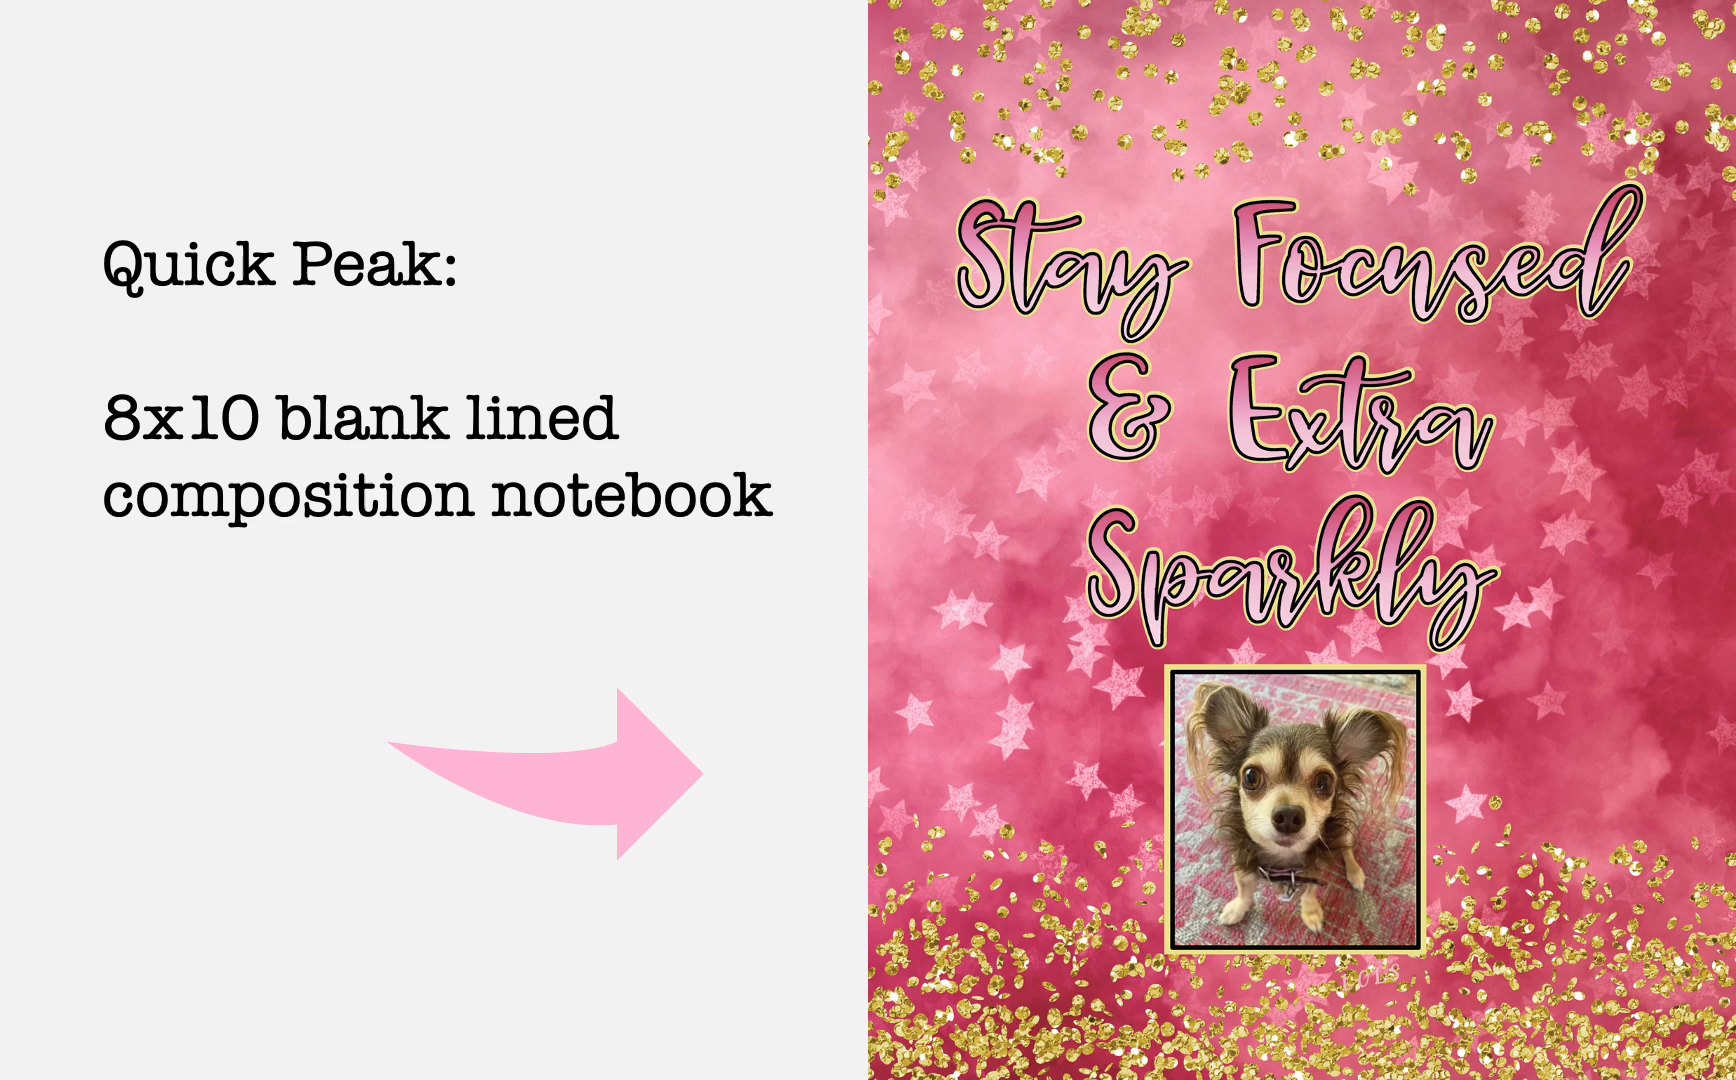 Quick Peak:
8x10 blank lined
composition notebook
Stay Focused
& Extra
Sparkly